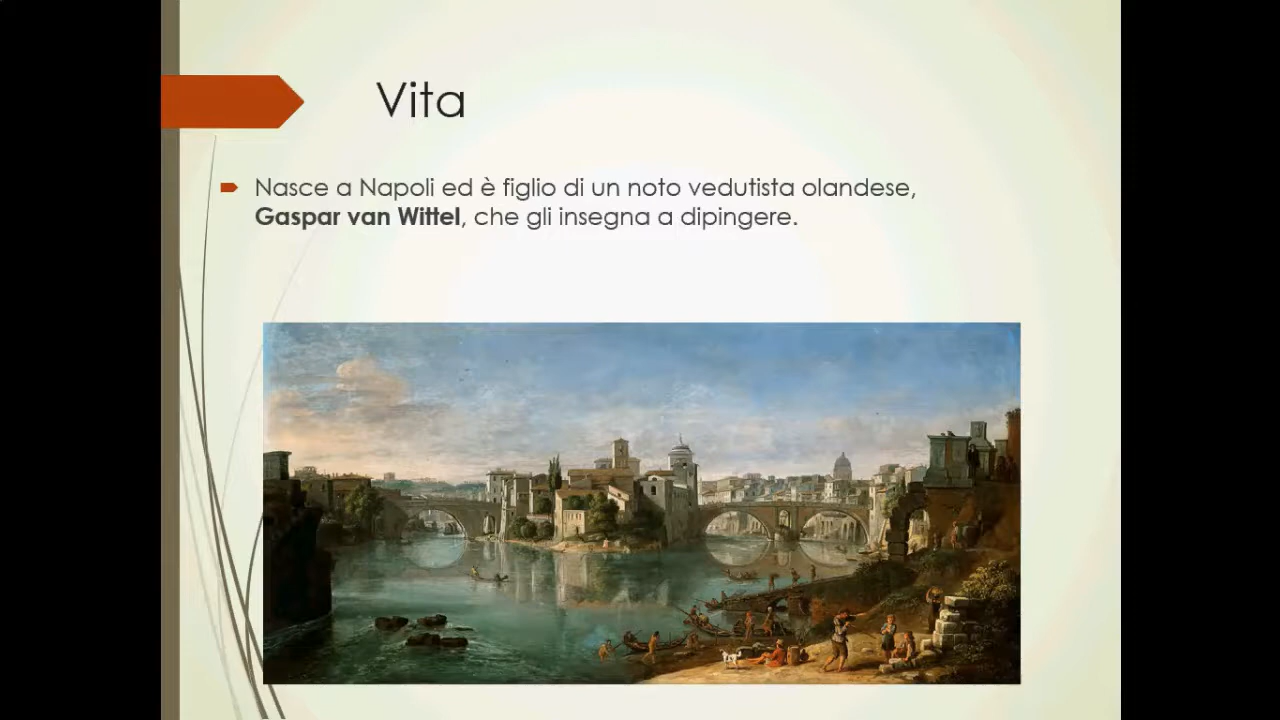 Vita
Nasce a Napoli ed è figlio di un noto vedutista olandese,
Gaspar van Wittel, che gli insegna a dipingere.